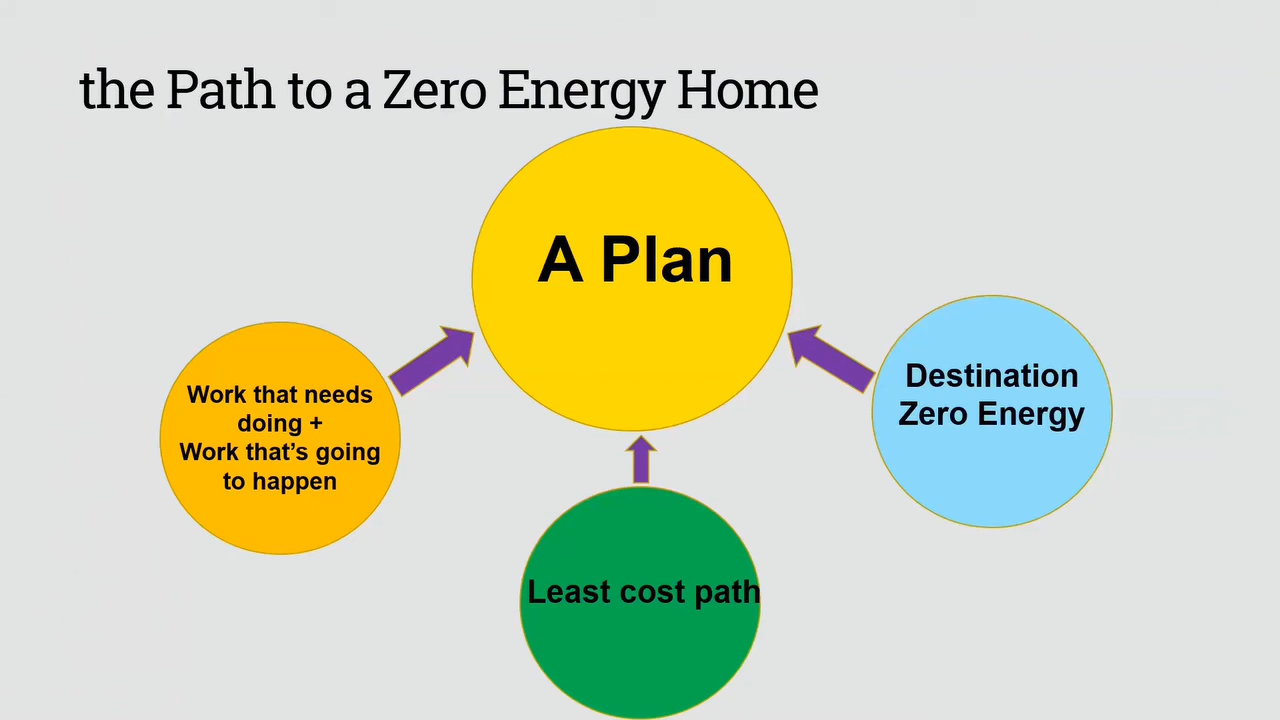 the Path to a Zero Energy Home
A Plan
Work that needs
doing +
Work that’s going
to happen
Destination
Zero Energy
Least cost path